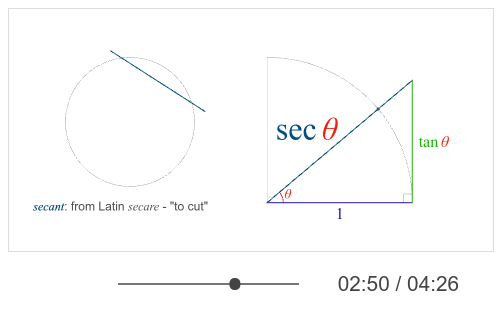 sec θ
tan θ
θ
1
secant: from Latin secare - "to cut"
02:50 / 04:26